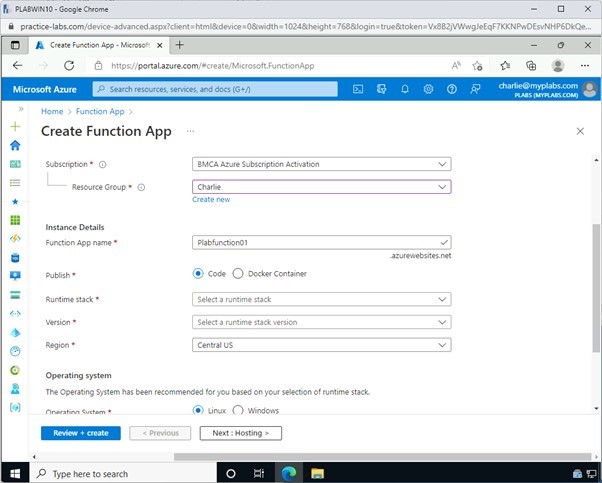 PLABWIN10 - Google Chrome
practice-labs.com/device-advanced.aspx?client=html&device=0&width=1024&height=768&login=true&token=Vx8B2jVWwgJeEqF7KKNPwDEsvNHP6DkQe...
Create Function App - Microsoft
https://portal.azure.com/#create/Microsoft.FunctionApp
Microsoft Azure
Search resources, services, and docs (G+/)
charlie@myplabs.com
PLABS (MYPLABS.COM)
Home > Function App >
Create Function App ...
Subscription *
BMCA Azure Subscription Activation
Resource Group *
Charlie
Create new
Instance Details
Function App name *
Plabfunction01
.azurewebsites.net
Publish *
Code
Docker Container
Runtime stack *
Select a runtime stack
Version *
Select a runtime stack version
Region *
Central US
Operating system
The Operating System has been recommended for you based on your selection of runtime stack.
Operating System *
Linux
Windows
Review + create
< Previous
Next : Hosting >
Type here to search